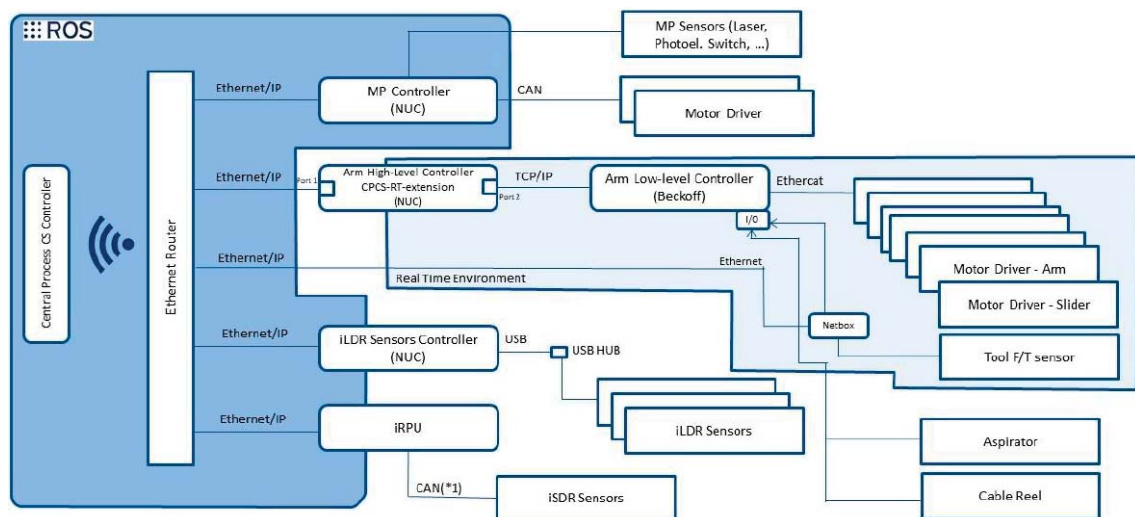 ROS
MP Sensors (Laser,
Photoel. Switch, ...)
Ethernet/IP
MP Controller
(NUC)
CAN
Motor Driver
Ethernet/IP
Port 1
Arm High-Level Controller
CPCS-RT-extension
(NUC)
Port 2
TCP/IP
Arm Low-level Controller
(Beckoff)
I/O
Ethercat
Motor Driver - Arm
Motor Driver - Slider
Central Process CS Controller
Ethernet Router
Ethernet/IP
Ethernet
Real Time Environment
Netbox
Tool F/T sensor
Ethernet/IP
iLDR Sensors Controller
(NUC)
USB
USB HUB
iLDR Sensors
Ethernet/IP
iRPU
CAN(*1)
iSDR Sensors
Aspirator
Cable Reel